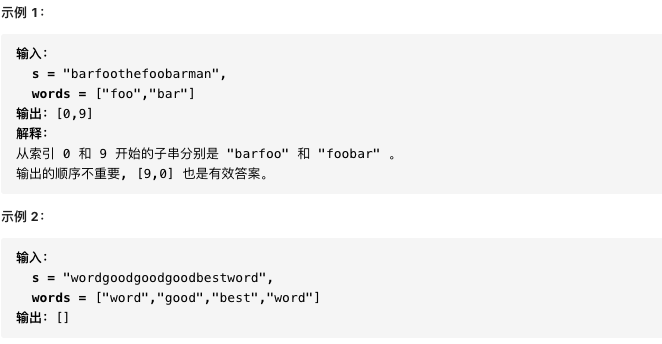 示例 1：
输入：
s = "barfoothefoobarman",
words = ["foo","bar"]
输出：[0,9]
解释：
从索引 0 和 9 开始的子串分别是 "barfoo" 和 "foobar" 。
输出的顺序不重要, [9,0] 也是有效答案。
示例 2：
输入：
s = "wordgoodgoodgoodbestword",
words = ["word","good","best","word"]
输出：[]